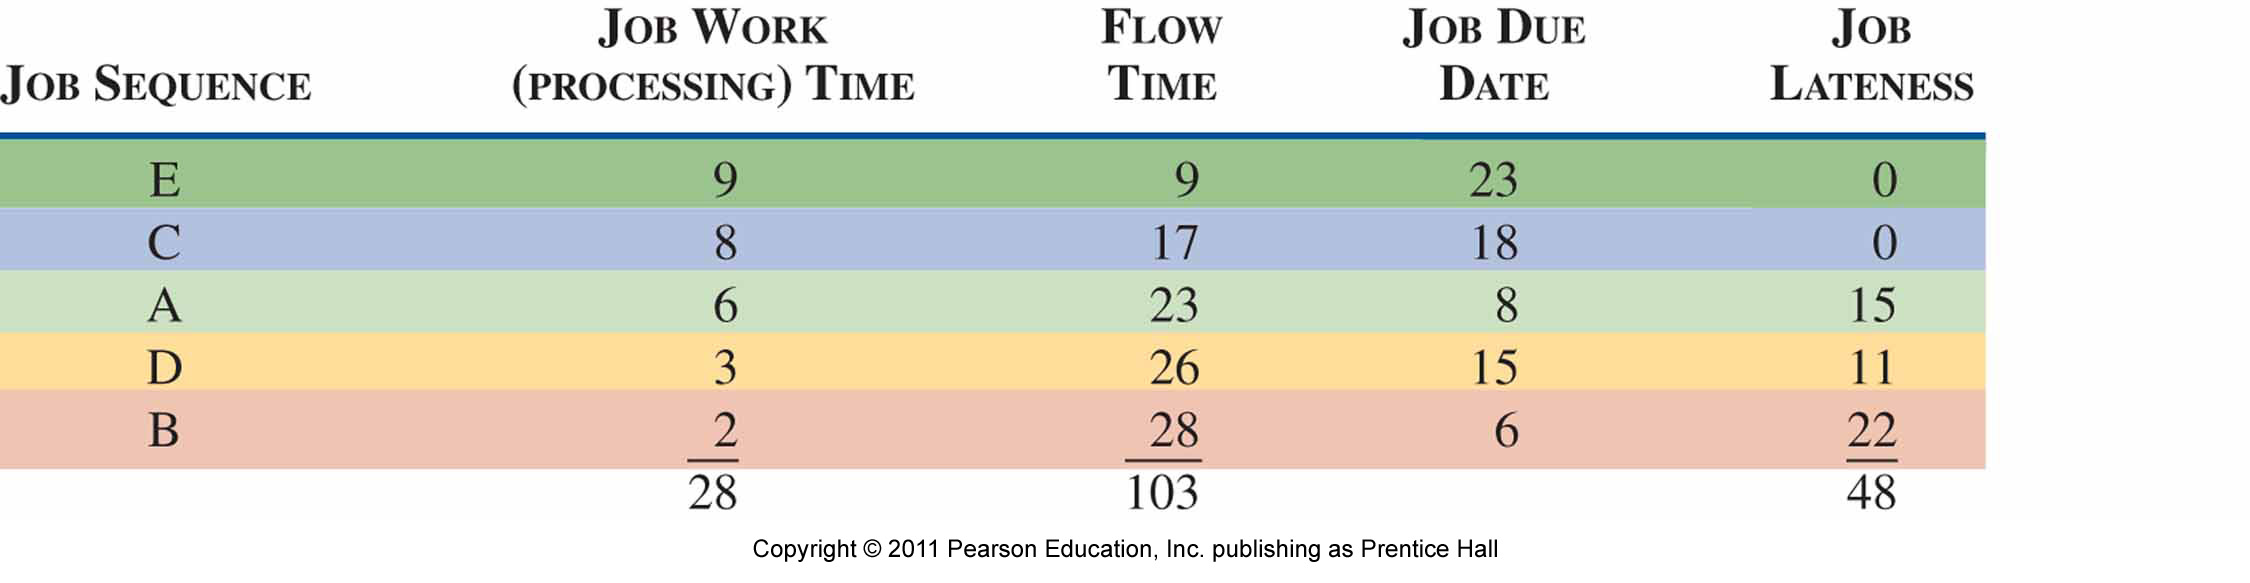 JOB WORK FLOW JOB DUE JOB
JOB SEQUENCE (PROCESSING) TIME TIME DATE LATENESS
E 9 9 23 0
C 8 17 18 0
A 6 23 8 15
D 3 26 15 11
B 2 28 6 22
28 103 48
Copyright © 2011 Pearson Education, Inc. publishing as Prentice Hall